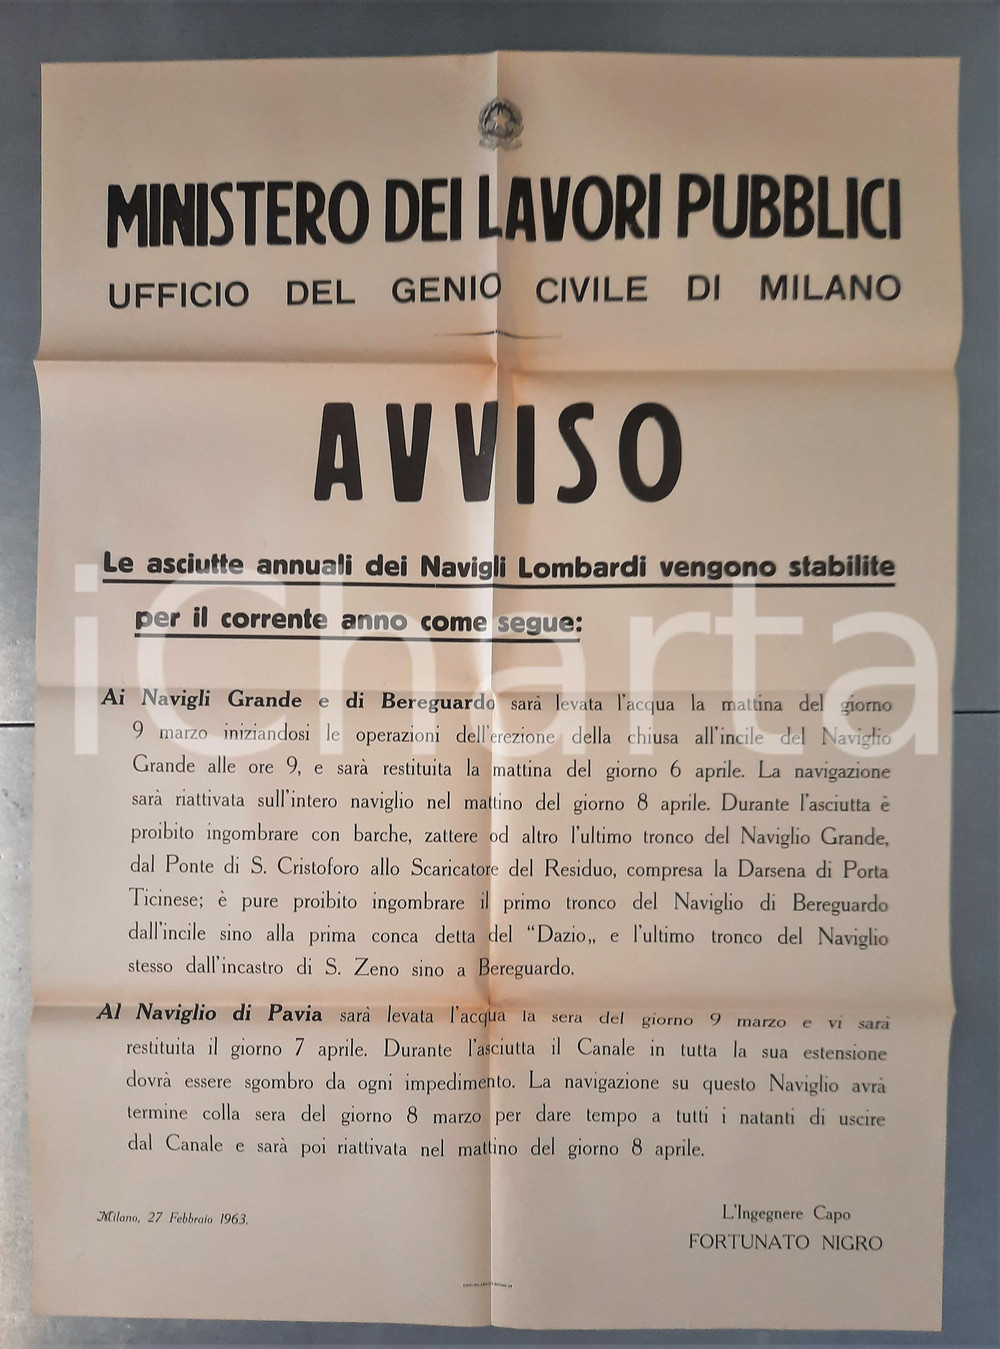 MINISTERO DEI LAVORI PUBBLICI
UFFICIO DEL GENIO CIVILE DI MILANO
AVVISO
Le asciutte annuali dei Navigli Lombardi vengono stabilite
per il corrente anno come segue:
iCharta
Ai Navigli Grande e di Bereguardo sarà levata l'acqua la mattina del giorno
9 marzo iniziandosi le operazioni dell'erezione della chiusa all'incile del Naviglio
Grande alle ore 9, e sarà restituita la mattina del giorno 6 aprile. La navigazione
sarà riattivata sull'intero naviglio nel mattino del giorno 8 aprile. Durante l'asciutta è
proibito ingombrare con barche, zattere od altro l'ultimo tronco del Naviglio Grande,
dal Ponte di S. Cristoforo allo Scaricatore del Residuo, compresa la Darsena di Porta
Ticinese; è pure proibito ingombrare il primo tronco del Naviglio di Bereguardo
dall'incile sino alla prima conca detta del “Dazio„ e l'ultimo tronco del Naviglio
stesso dall'incastro di S. Zeno sino a Bereguardo.
Al Naviglio di Pavia sarà levata l'acqua la sera del giorno 9 marzo e vi sarà
restituita il giorno 7 aprile. Durante l'asciutta il Canale in tutta la sua estensione
dovrà essere sgombro da ogni impedimento. La navigazione su questo Naviglio avrà
termine colla sera del giorno 8 marzo per dare tempo a tutti i natanti di uscire
dal Canale e sarà poi riattivata nel mattino del giorno 8 aprile.
Milano, 27 Febbraio 1963.
L'Ingegnere Capo
FORTUNATO NIGRO